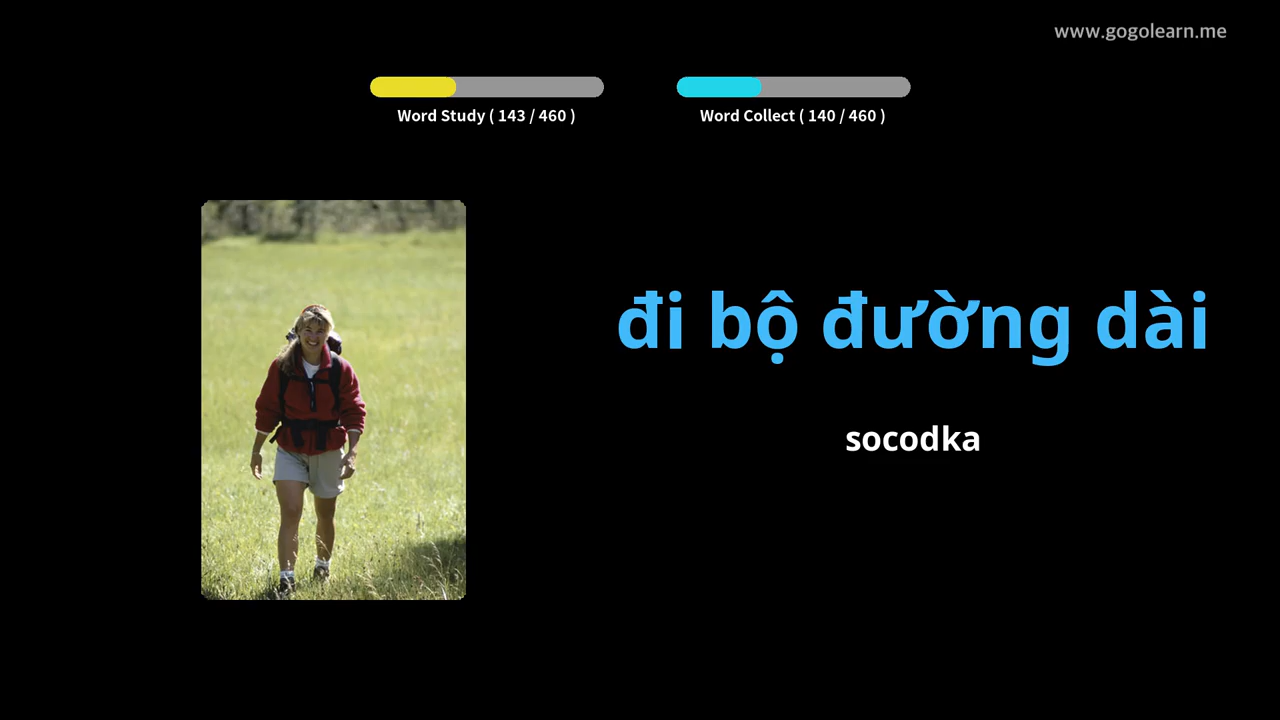 www.gogolearn.me
Word Study ( 143 / 460 )
Word Collect ( 140 / 460 )
đi bộ đường dài
socodka